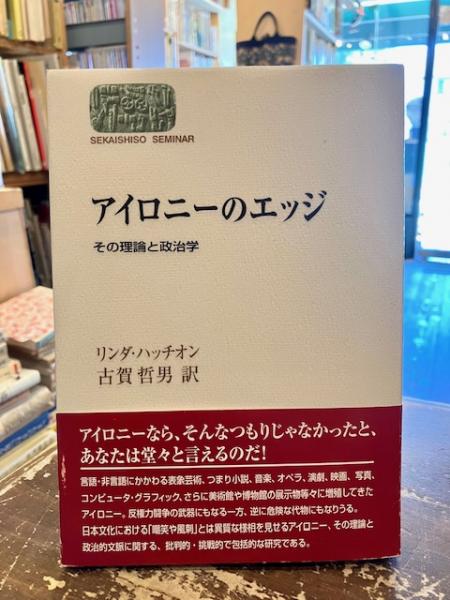 SEKAISHISO SEMINAR
アイロニーのエッジ
その理論と政治学
リンダ・ハッチオン
古賀哲男 訳
アイロニーなら、そんなつもりじゃなかったと、
あなたは堂々と言えるのだ!
言語・非言語にかかわる表象芸術、つまり小説、音楽、オペラ、演劇、映画、写真、
コンピュータ・グラフィック、さらに美術館や博物館の展示物等々に増殖してきた
アイロニー。反権力闘争の武器にもなる一方、逆に危険な代物にもなりうる。
日本文化における「嘲笑や風刺」とは異質な様相を見せるアイロニー、その理論と
政治的文脈に関する、批判的・挑戦的で包括的な研究である。